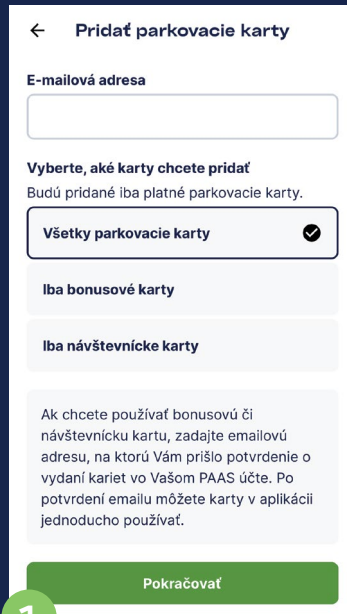 Pridať parkovacie karty
E-mailová adresa
Vyberte, aké karty chcete pridať
Budú pridané iba platné parkovacie karty.
Všetky parkovacie karty
Iba bonusové karty
Iba návštevnícke karty
Ak chcete používať bonusovú či
návštevnícku kartu, zadajte emailovú
adresu, na ktorú Vám prišlo potvrdenie o
vydaní kariet vo Vašom PAAS účte. Po
potvrdení emailu môžete karty v aplikácii
jednoducho používať.
Pokračovať
1